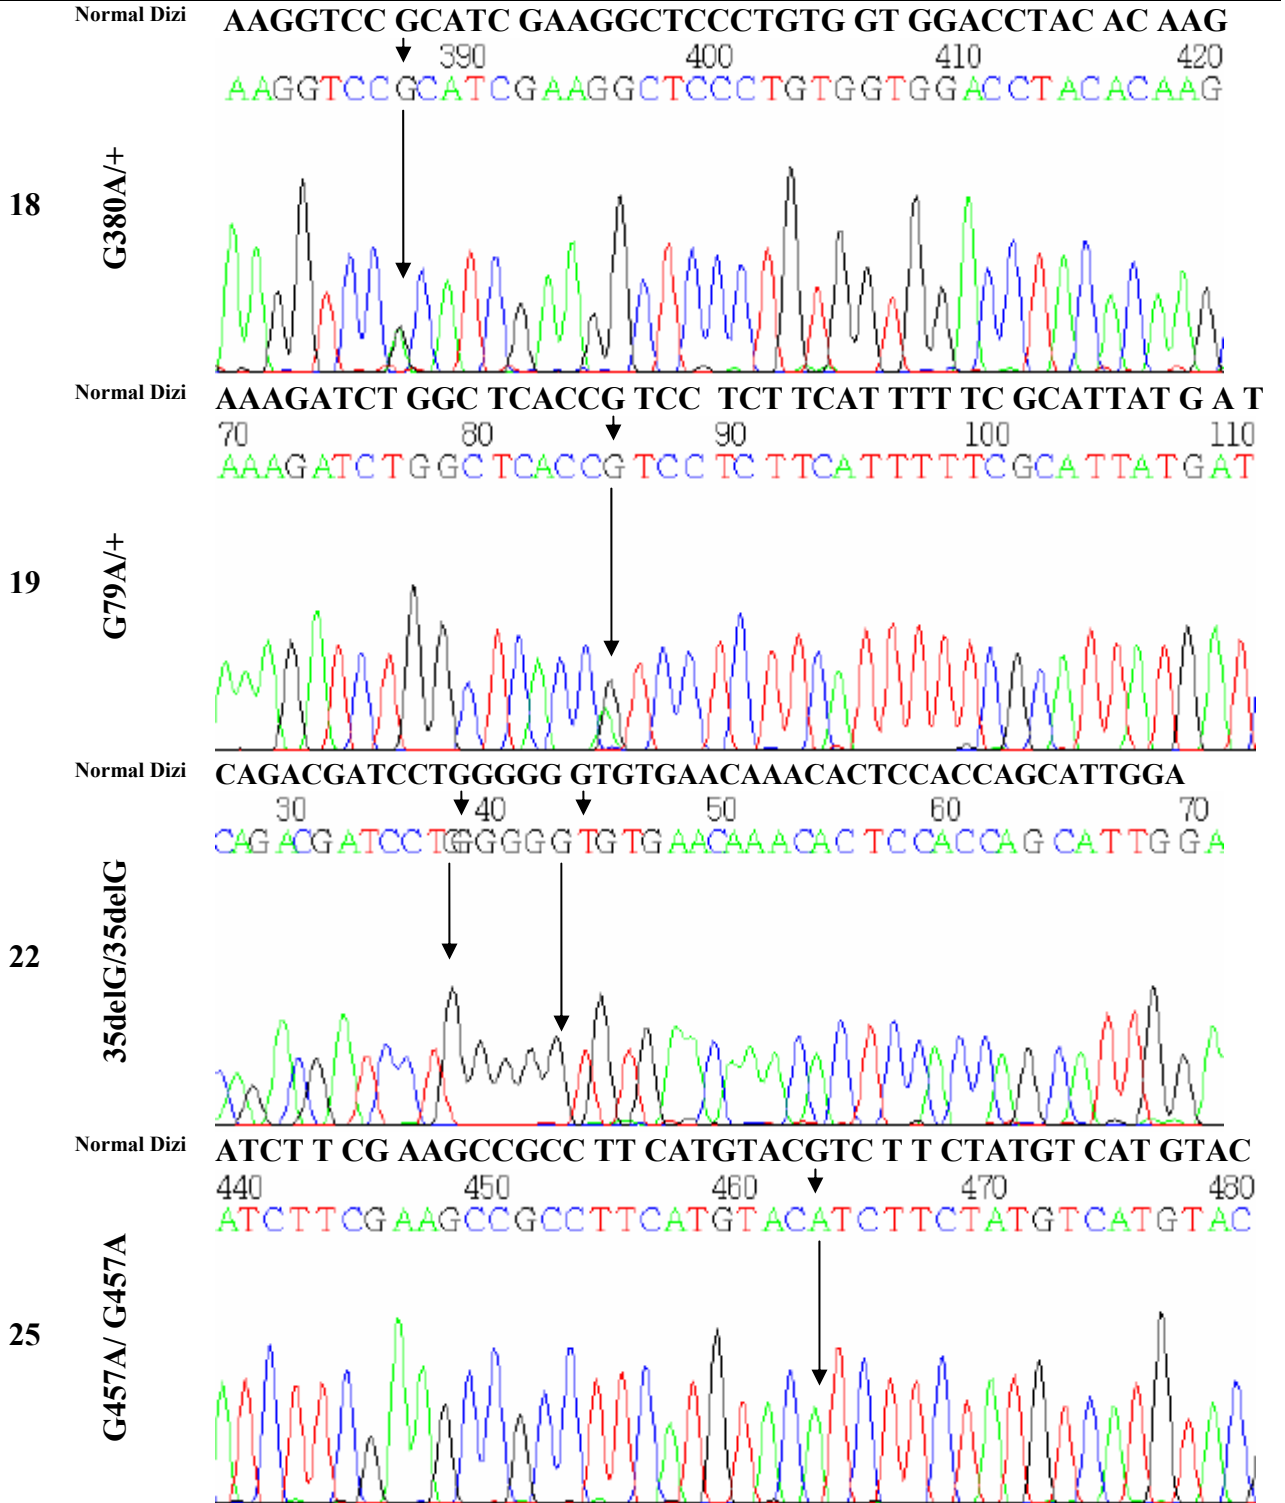 Normal Dizi AAGGTCC GCATC GAAGGCTCCCTGTG GT GGACCTAC AC AAG
390 400 410 420
AAGGTCCGCATCGAAGGCTCCCTGTGGTGGACCTACACAAG
18 G380A/+
Normal Dizi AAAGATCT GGC TCACCG TCC TCT TCAT TTT TC GCATTAT G A T
70 80 90 100 110
AAAGATCTGGCTCACCGTCCTCTTCATTTTTCGCATTATGAT
19 G79A/+
Normal Dizi CAGACGATCCTGGGGG GTGTGAACAAACACTCCACCAGCATTGGA
30 40 50 60 70
CAGACGATCCTGGGGGGTGTGAACAAACACTCCACCAGCATTGGA
22 35delG/35delG
Normal Dizi ATCT T CG AAGCCGCC TT CATGTACGTC T T CTATGT CAT GTAC
440 450 460 470 480
ATCTTCGAAGCCGCCTTCATGTACATCTTCTATGTCATGTAC
25 G457A/ G457A